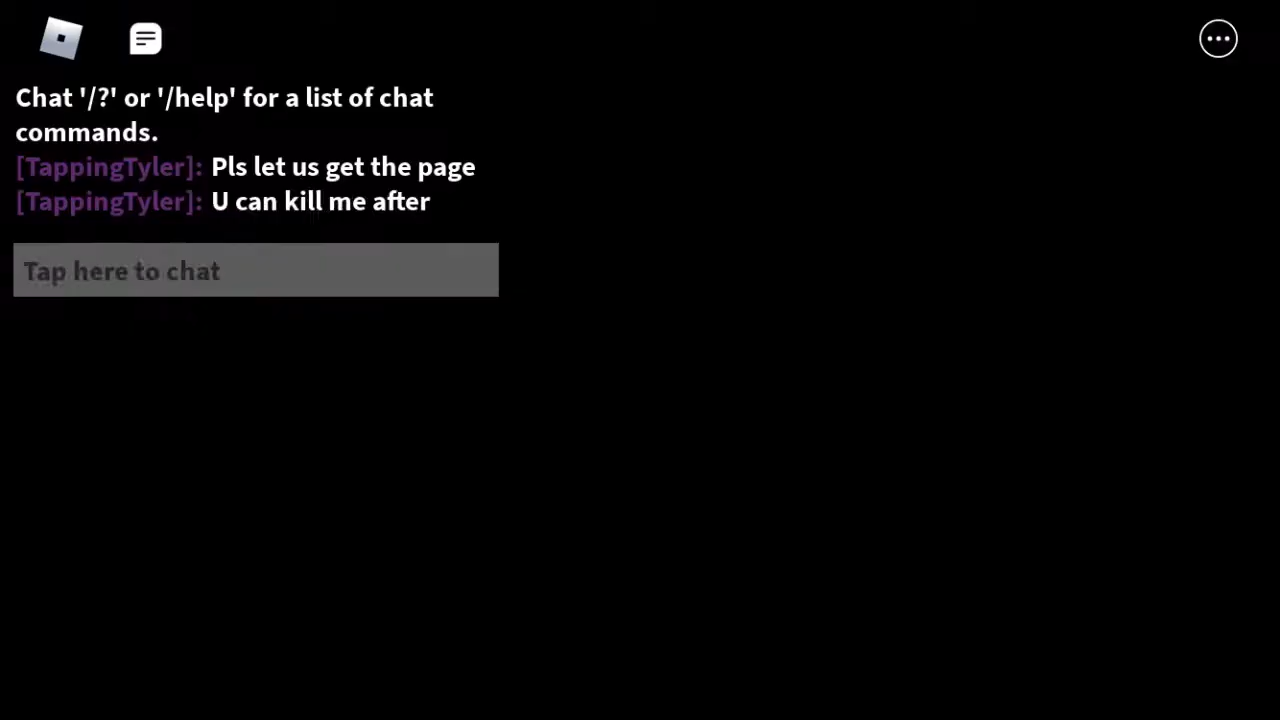 Chat '/?' or '/help' for a list of chat
commands.
[TappingTyler]: Pls let us get the page
[TappingTyler]: U can kill me after
Tap here to chat